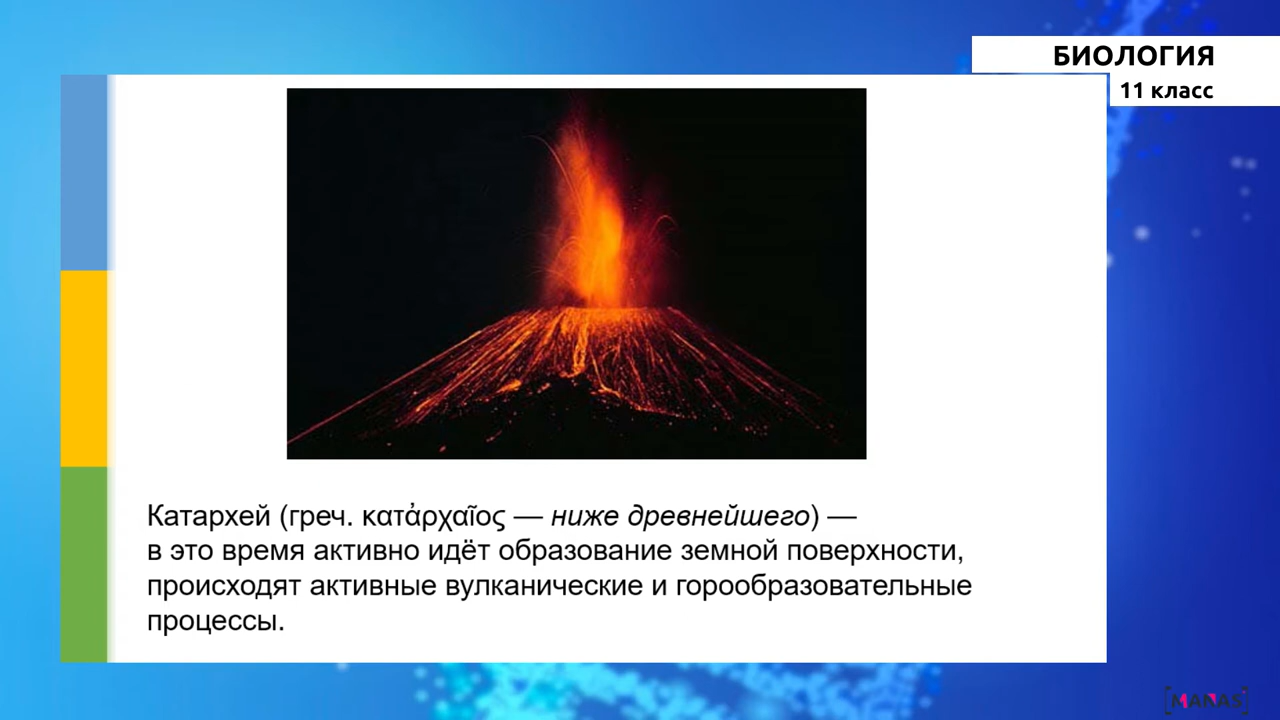 БИОЛОГИЯ
11 класс
Катархей (греч. κατἀρχαῖος — ниже древнейшего) —
в это время активно идёт образование земной поверхности,
происходят активные вулканические и горообразовательные
процессы.
[MANAS]